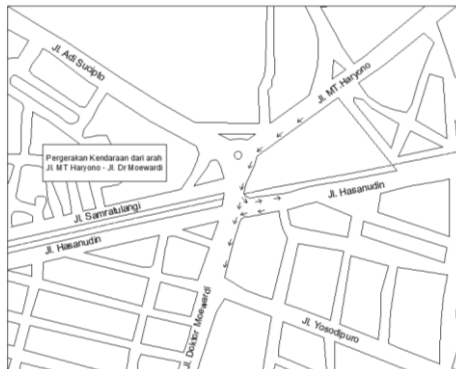 Jl. Adi Sucipto
Jl. MT.Haryono
Pergerakan Kendaraan dari arah
Jl. MT Haryono - Jl. Dr Moewardi
Jl. Hasanudin
Jl. Samratulangi
Jl. Hasanudin
Jl. Doktor Moewardi
Jl. Yosodipuro